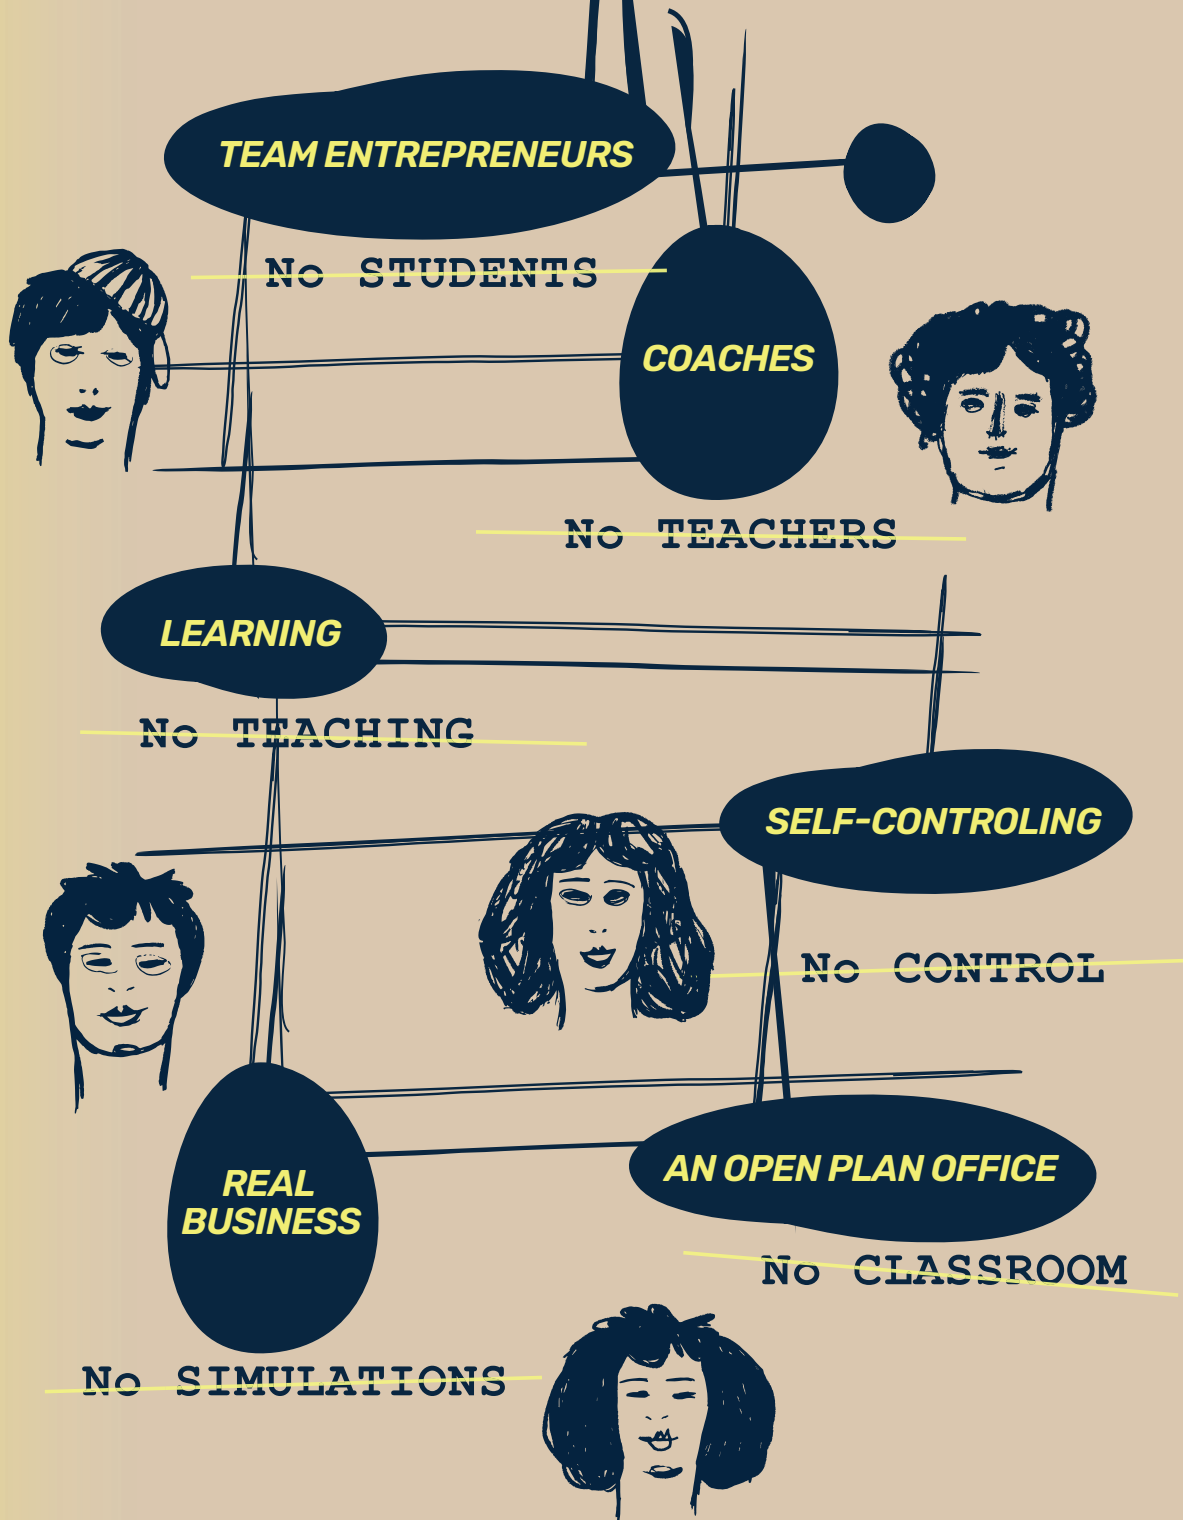 TEAM ENTREPRENEURS
No STUDENTS
COACHES
No TEACHERS
LEARNING
No TEACHING
SELF-CONTROLING
No CONTROL
AN OPEN PLAN OFFICE
REAL
BUSINESS
No CLASSROOM
No SIMULATIONS